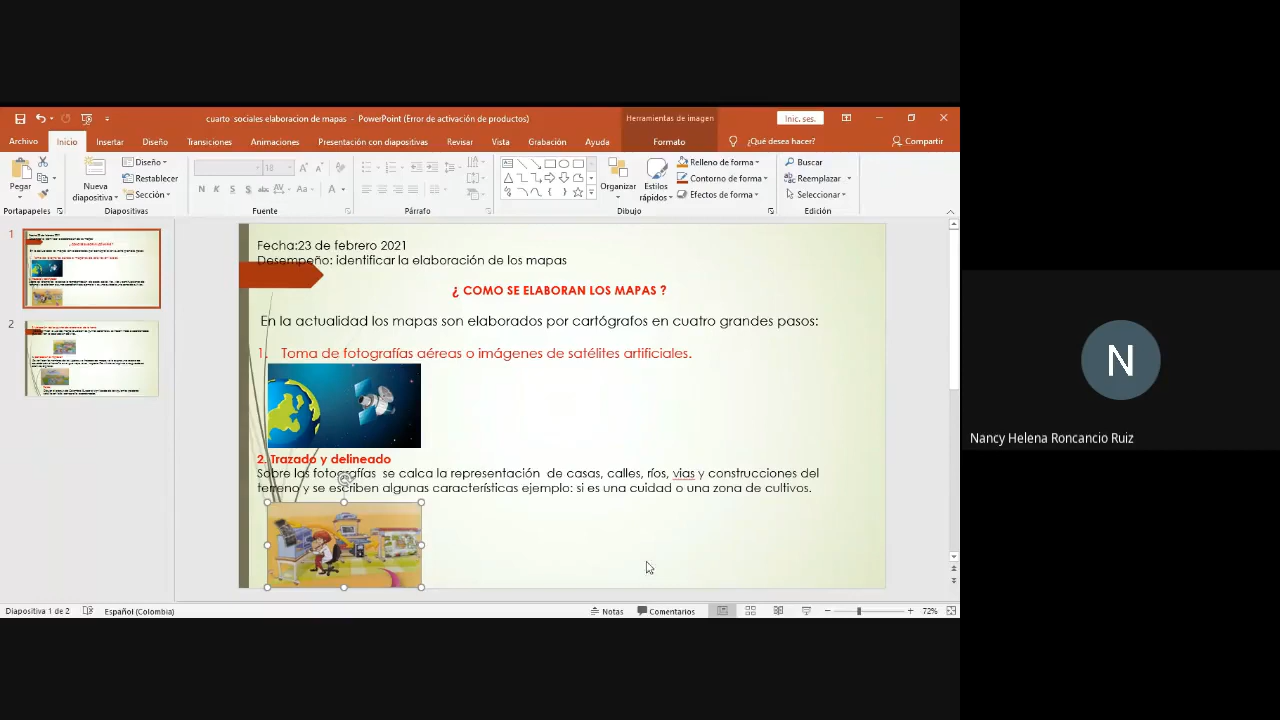 cuarto sociales elaboracion de mapas - PowerPoint (Error de activación de productos)
Herramientas de imagen
Inic. ses.
Archivo
Inicio
Insertar
Diseño
Transiciones
Animaciones
Presentación con diapositivas
Revisar
Vista
Grabación
Ayuda
Formato
¿Qué desea hacer?
Compartir
Pegar
Nueva diapositiva
Diseño
Restablecer
Sección
18
N K S S abc AV Aa A
Organizar
Estilos rápidos
Relleno de forma
Contorno de forma
Efectos de forma
Buscar
Reemplazar
Seleccionar
Portapapeles
Diapositivas
Fuente
Párrafo
Dibujo
Edición
1
2
Fecha:23 de febrero 2021
Desempeño: identificar la elaboración de los mapas
¿ COMO SE ELABORAN LOS MAPAS ?
En la actualidad los mapas son elaborados por cartógrafos en cuatro grandes pasos:
1. Toma de fotografías aéreas o imágenes de satélites artificiales.
2. Trazado y delineado
Sobre las fotografías se calca la representación de casas, calles, ríos, vias y construcciones del
terreno y se escriben algunas características ejemplo: si es una cuidad o una zona de cultivos.
Diapositiva 1 de 2
Español (Colombia)
Notas
Comentarios
72%
N
Nancy Helena Roncancio Ruiz